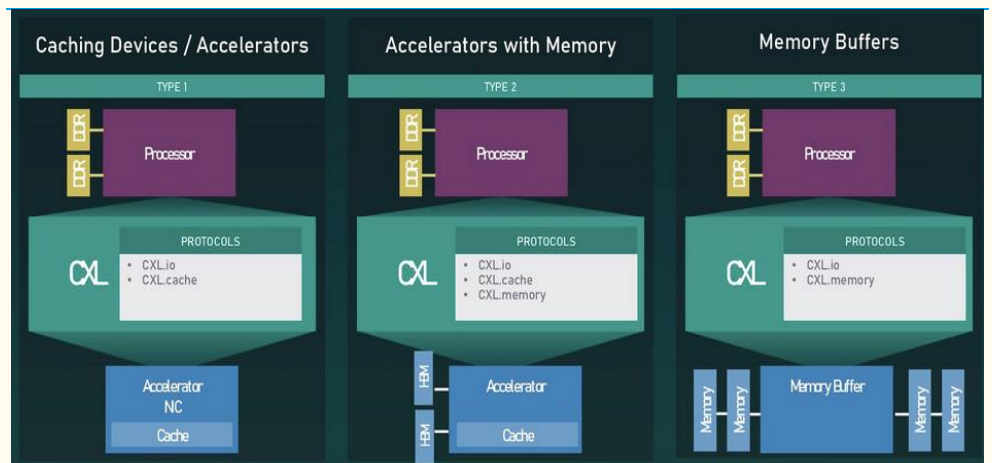 Caching Devices / Accelerators
TYPE 1
DDR
DDR
Processor
CXL
PROTOCOLS
• CXL.io
• CXL.cache
Accelerator
NC
Cache
Accelerators with Memory
TYPE 2
DDR
DDR
Processor
CXL
PROTOCOLS
• CXL.io
• CXL.cache
• CXL.memory
HBM
HBM
Accelerator
Cache
Memory Buffers
TYPE 3
DDR
DDR
Processor
CXL
PROTOCOLS
• CXL.io
• CXL.memory
Memory
Memory
Memory Buffer
Memory
Memory